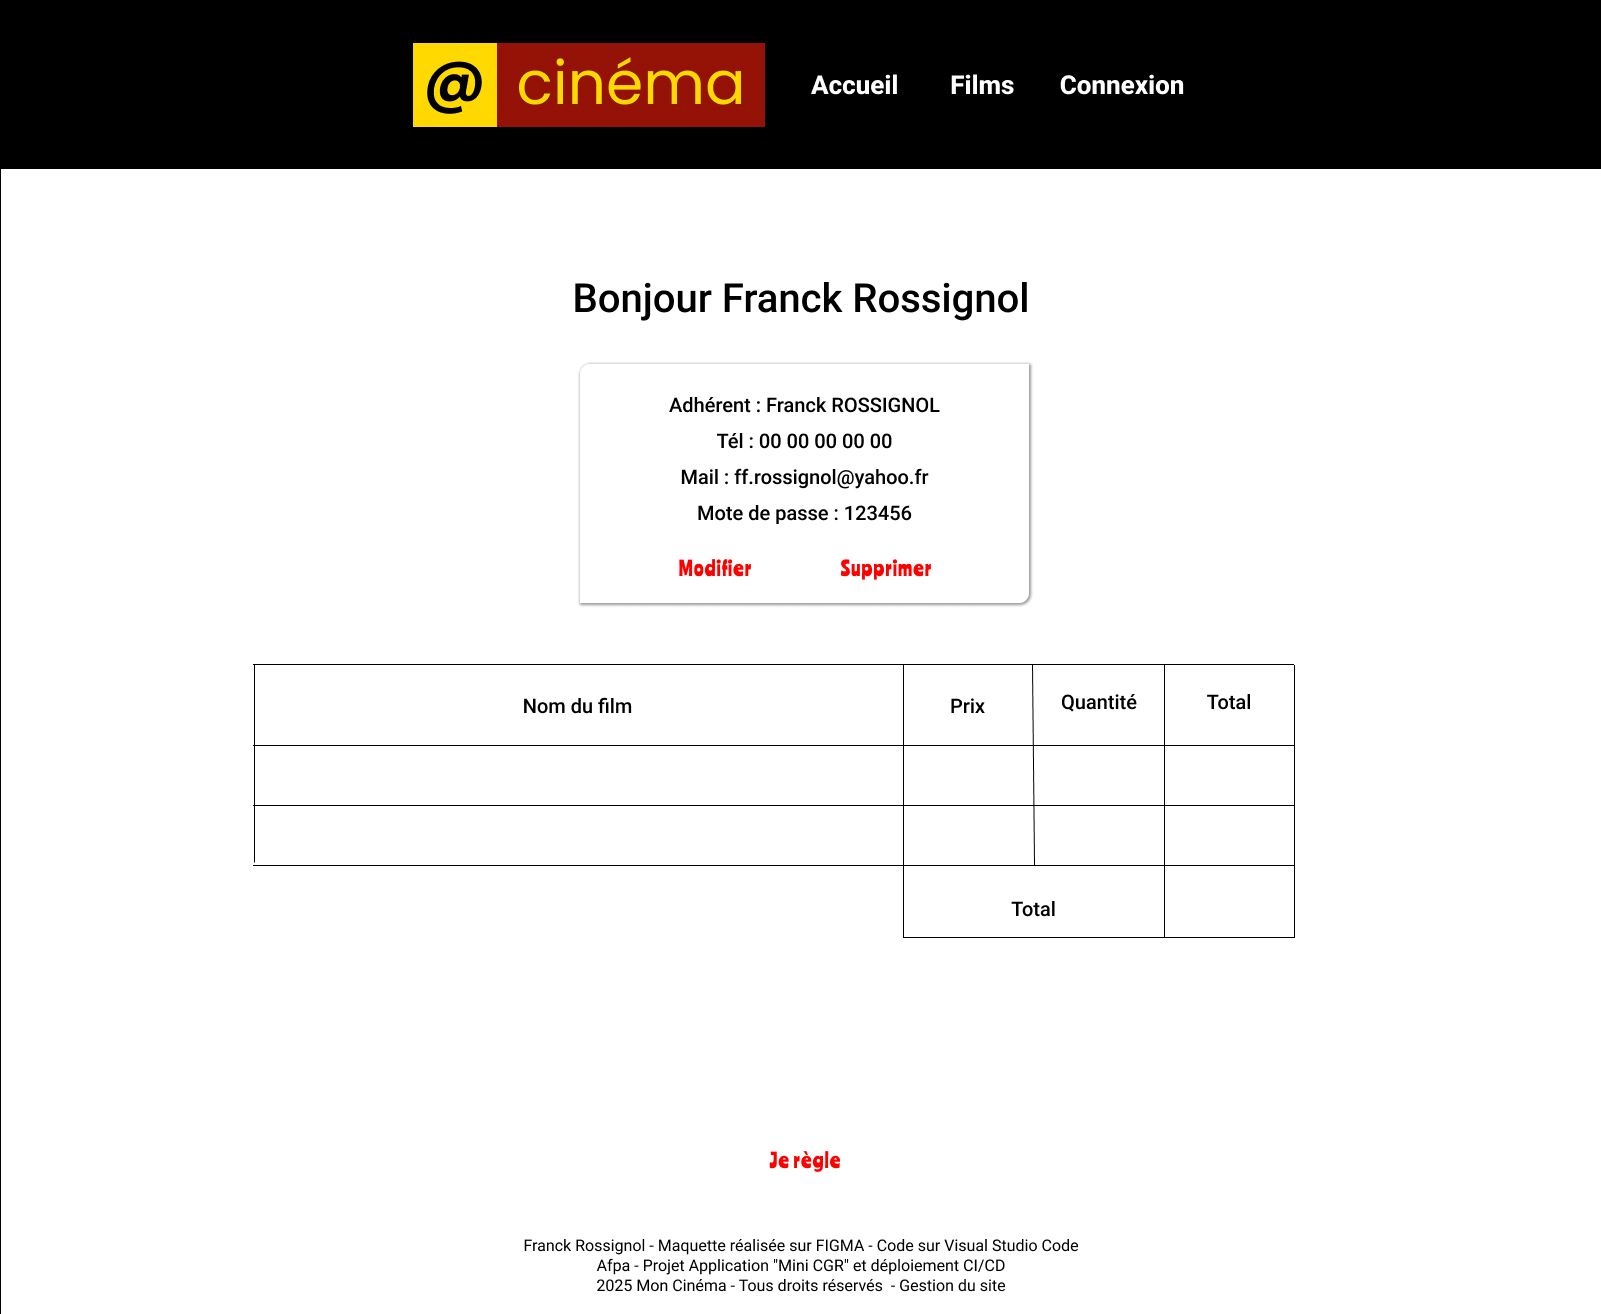 @ cinéma Accueil Films Connexion
Bonjour Franck Rossignol
Adhérent : Franck ROSSIGNOL
Tél : 00 00 00 00 00
Mail : ff.rossignol@yahoo.fr
Mote de passe : 123456
Modifier Supprimer
Nom du film Prix Quantité Total
Total
Je règle
Franck Rossignol - Maquette réalisée sur FIGMA - Code sur Visual Studio Code
Afpa - Projet Application "Mini CGR" et déploiement CI/CD
2025 Mon Cinéma - Tous droits réservés - Gestion du site